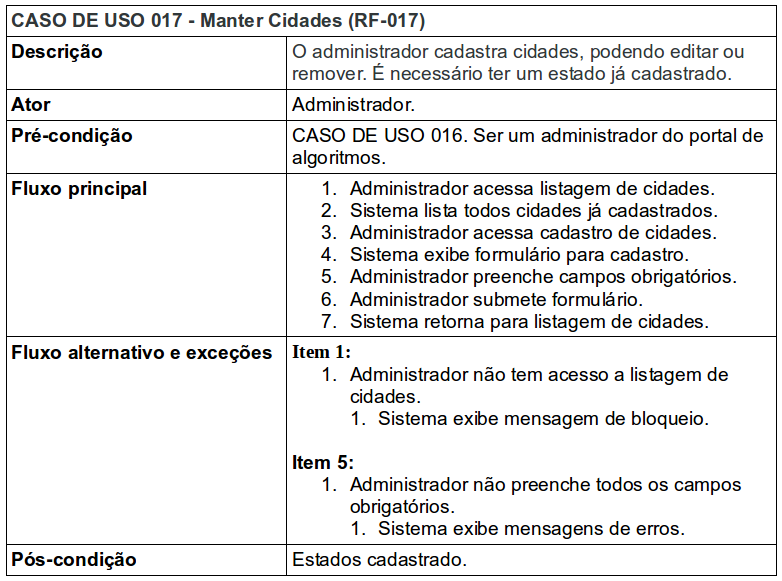 CASO DE USO 017 - Manter Cidades (RF-017)
Descrição
O administrador cadastra cidades, podendo editar ou
remover. É necessário ter um estado já cadastrado.
Ator
Administrador.
Pré-condição
CASO DE USO 016. Ser um administrador do portal de
algoritmos.
Fluxo principal
1. Administrador acessa listagem de cidades.
2. Sistema lista todos cidades já cadastrados.
3. Administrador acessa cadastro de cidades.
4. Sistema exibe formulário para cadastro.
5. Administrador preenche campos obrigatórios.
6. Administrador submete formulário.
7. Sistema retorna para listagem de cidades.
Fluxo alternativo e exceções
Item 1:
1. Administrador não tem acesso a listagem de
cidades.
1. Sistema exibe mensagem de bloqueio.
Item 5:
1. Administrador não preenche todos os campos
obrigatórios.
1. Sistema exibe mensagens de erros.
Pós-condição
Estados cadastrado.